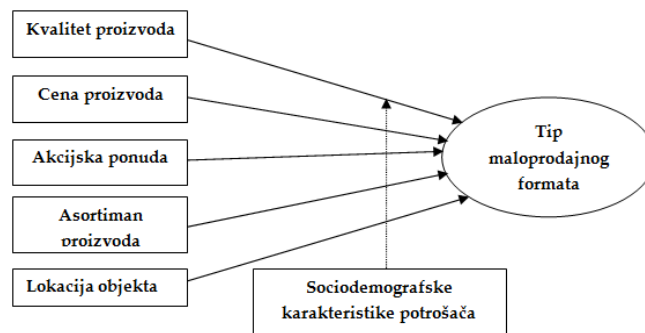 Kvalitet proizvoda
Cena proizvoda
Akcijska ponuda
Asortiman
proizvoda
Lokacija objekta
Tip
maloprodajnog
formata
Sociodemografske
karakteristike potrošača